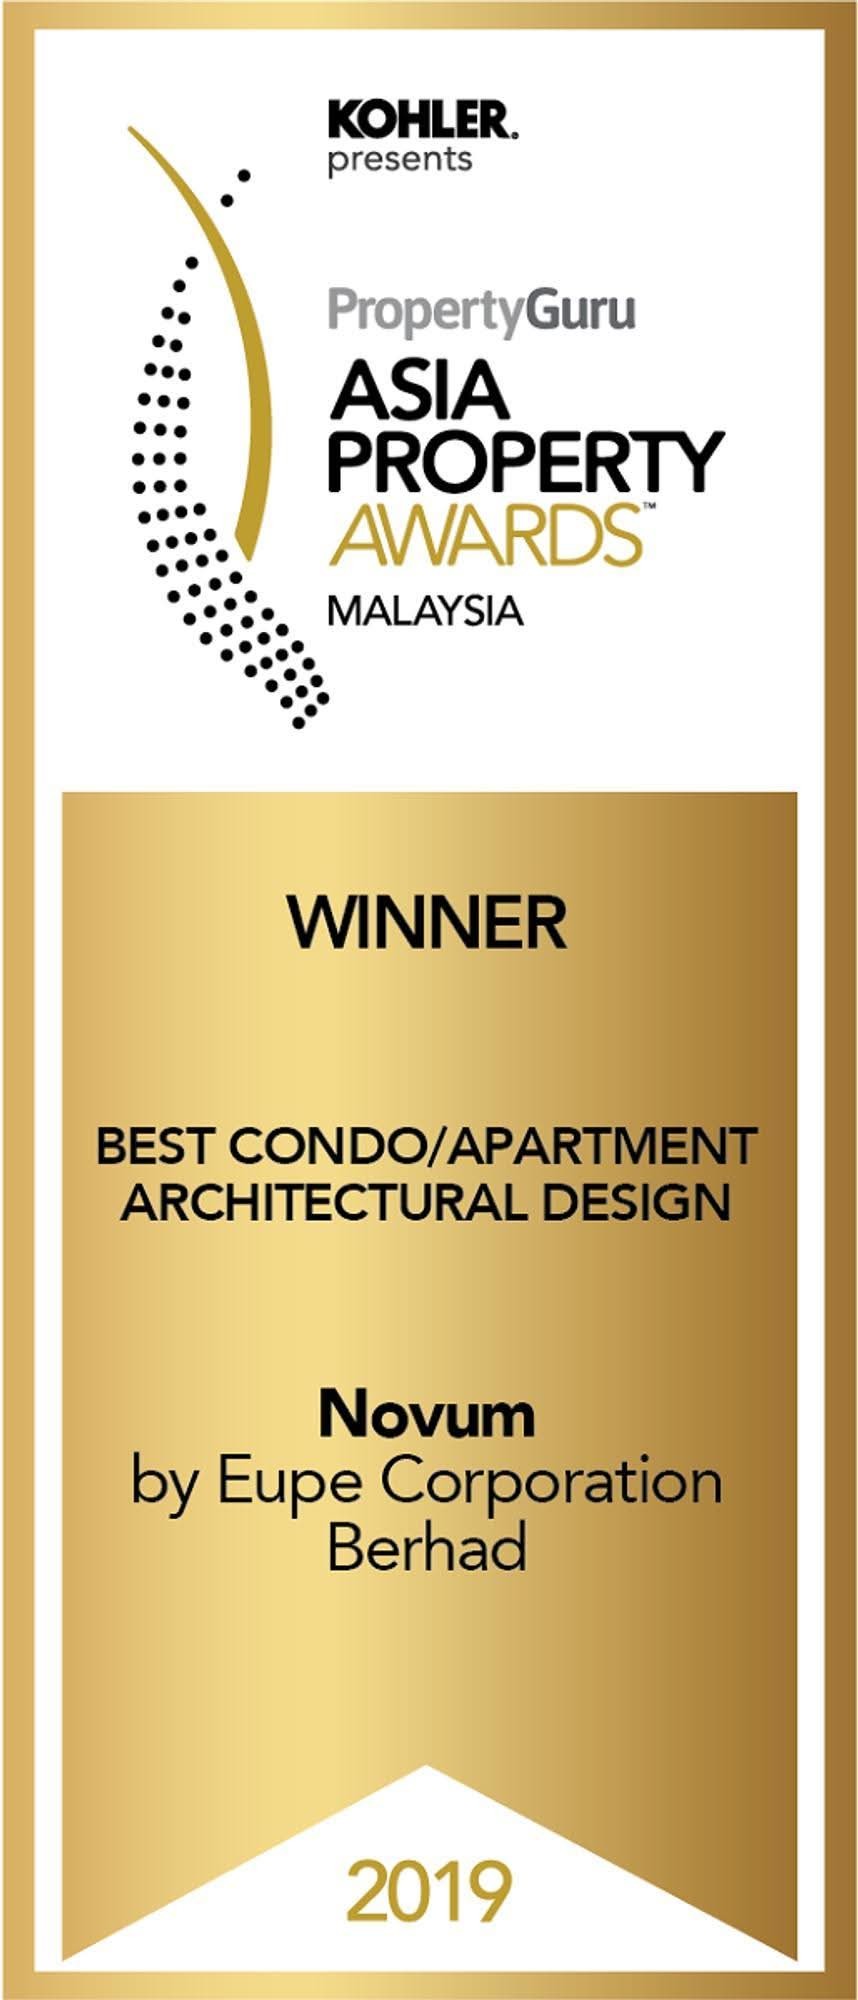 KOHLER.
presents
PropertyGuru
ASIA
PROPERTY
AWARDS™
MALAYSIA
WINNER
BEST CONDO/APARTMENT
ARCHITECTURAL DESIGN
Novum
by Eupe Corporation
Berhad
2019